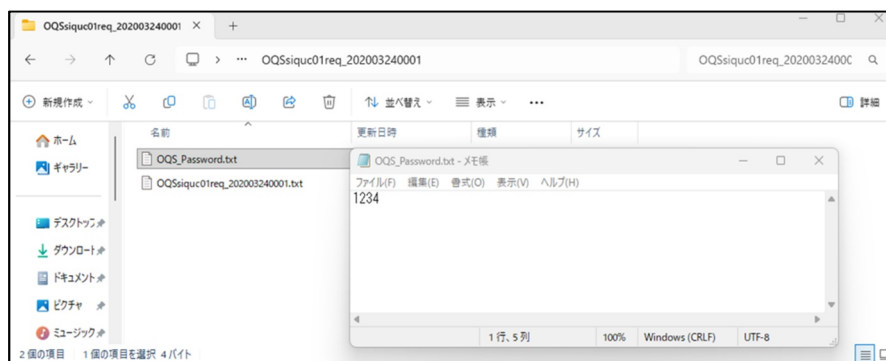 OQSsiquc01req_202003240001
OQSsiquc01req_202003240001
OQSsiquc01req_20200324000
新規作成
並べ替え
表示
詳細
ホーム
ギャラリー
デスクトップ
ダウンロード
ドキュメント
ピクチャ
ミュージック
名前
更新日時
種類
サイズ
OQS_Password.txt
OQSsiquc01req_202003240001.txt
OQS_Password.txt - メモ帳
ファイル(F) 編集(E) 書式(O) 表示(V) ヘルプ(H)
1234
1 行、5 列
100%
Windows (CRLF)
UTF-8
2 個の項目
1 個の項目を選択 4 バイト